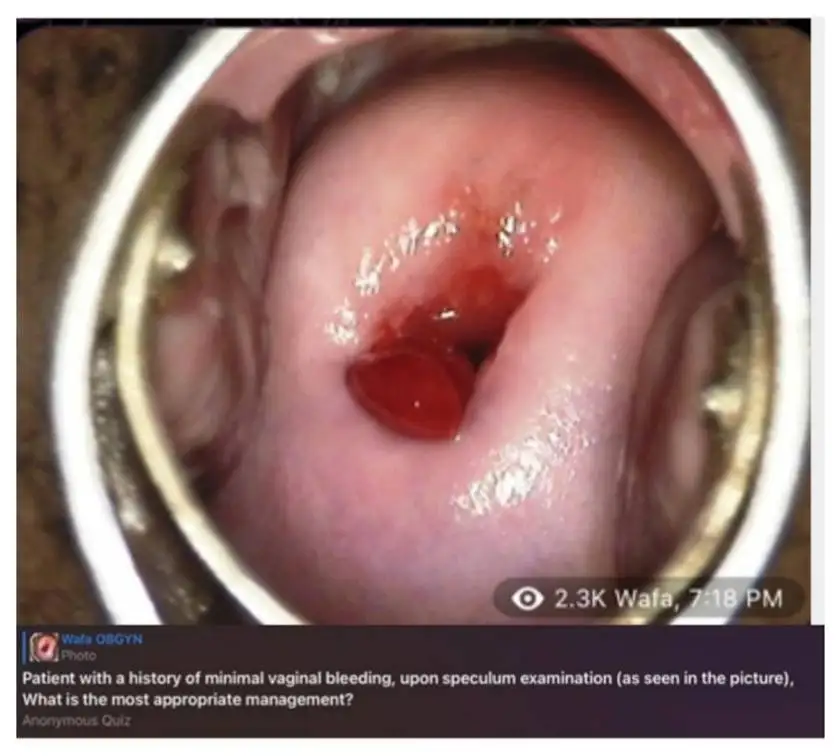 2.3K Wafa, 7:18 PM
Wafa OBGYN
Photo
Patient with a history of minimal vaginal bleeding, upon speculum examination (as seen in the picture),
What is the most appropriate management?
Anonymous Quiz